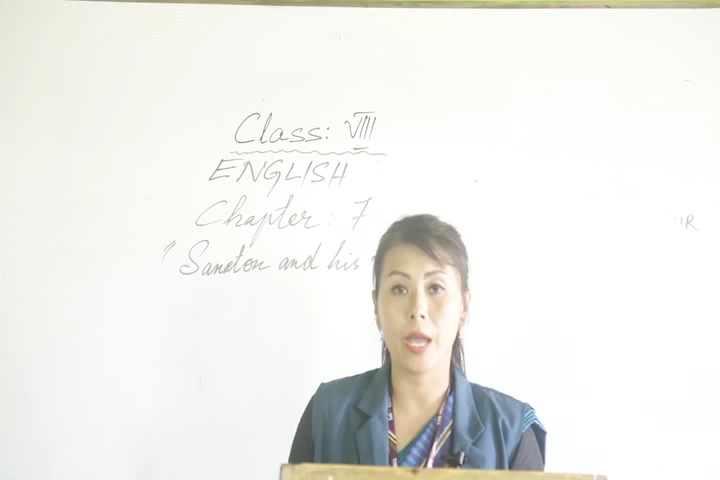 Class: VIII
ENGLISH
Chapter: 7
" Saneton and his